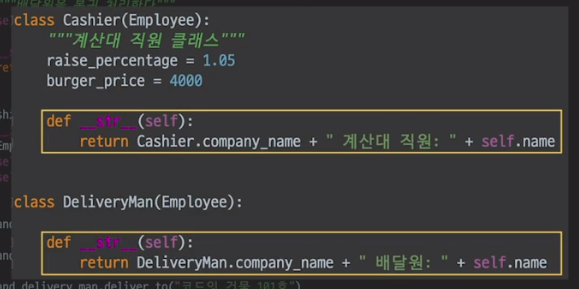 class Cashier(Employee):
"""계산대 직원 클래스"""
raise_percentage = 1.05
burger_price = 4000
def __str__(self):
return Cashier.company_name + " 계산대 직원: " + self.name
class DeliveryMan(Employee):
def __str__(self):
return DeliveryMan.company_name + " 배달원: " + self.name